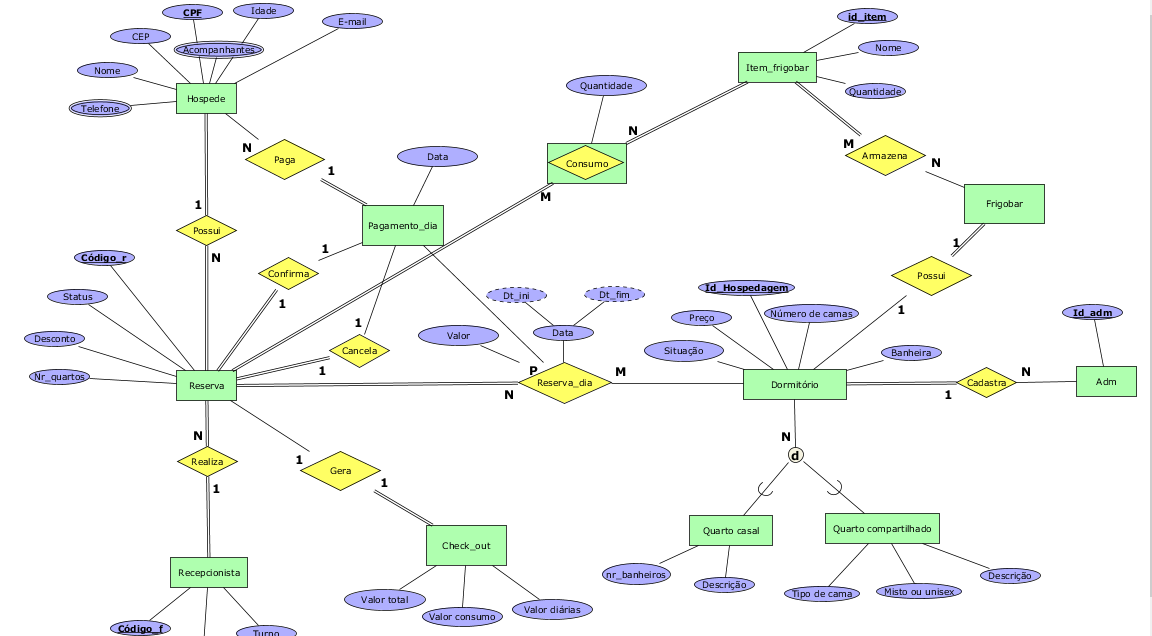 CPF
Idade
E-mail
CEP
Acompanhantes
Nome
Telefone
Hospede
id_item
Nome
Quantidade
Item_frigobar
Quantidade
N
Consumo
M
M
Armazena
N
Frigobar
N
Paga
1
Data
Pagamento_dia
1
Possui
N
1
Confirma
1
1
Possui
1
Código_r
Status
Desconto
Nr_quartos
Reserva
1
Cancela
1
Dt_ini
Dt_fim
Valor
Data
P
Reserva_dia
N
M
Id_Hospedagem
Preço
Número de camas
Situação
Banheira
Dormitório
Id_adm
Cadastra
1
N
Adm
N
Realiza
1
1
Gera
1
N
d
Check_out
Valor total
Valor consumo
Valor diárias
Quarto casal
nr_banheiros
Descrição
Quarto compartilhado
Tipo de cama
Misto ou unisex
Descrição
Recepcionista
Código_f
Turno